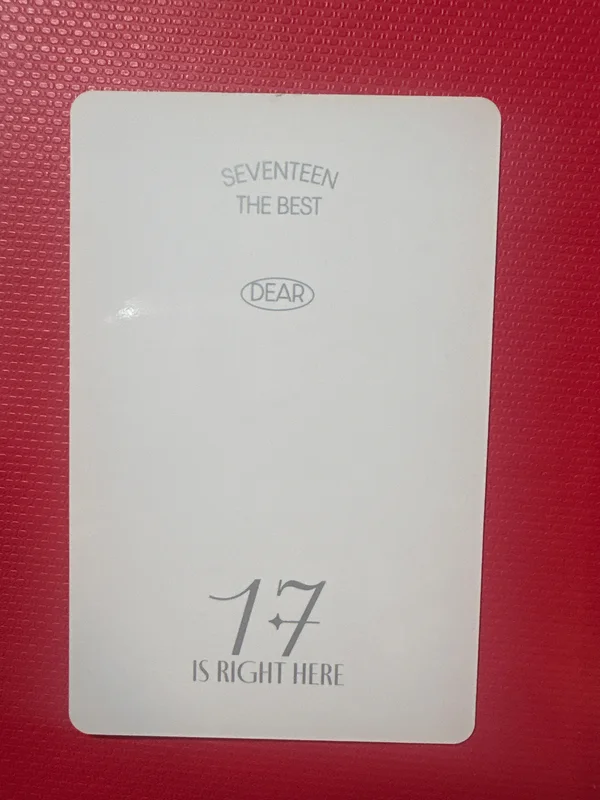 SEVENTEEN
THE BEST
DEAR
17
IS RIGHT HERE